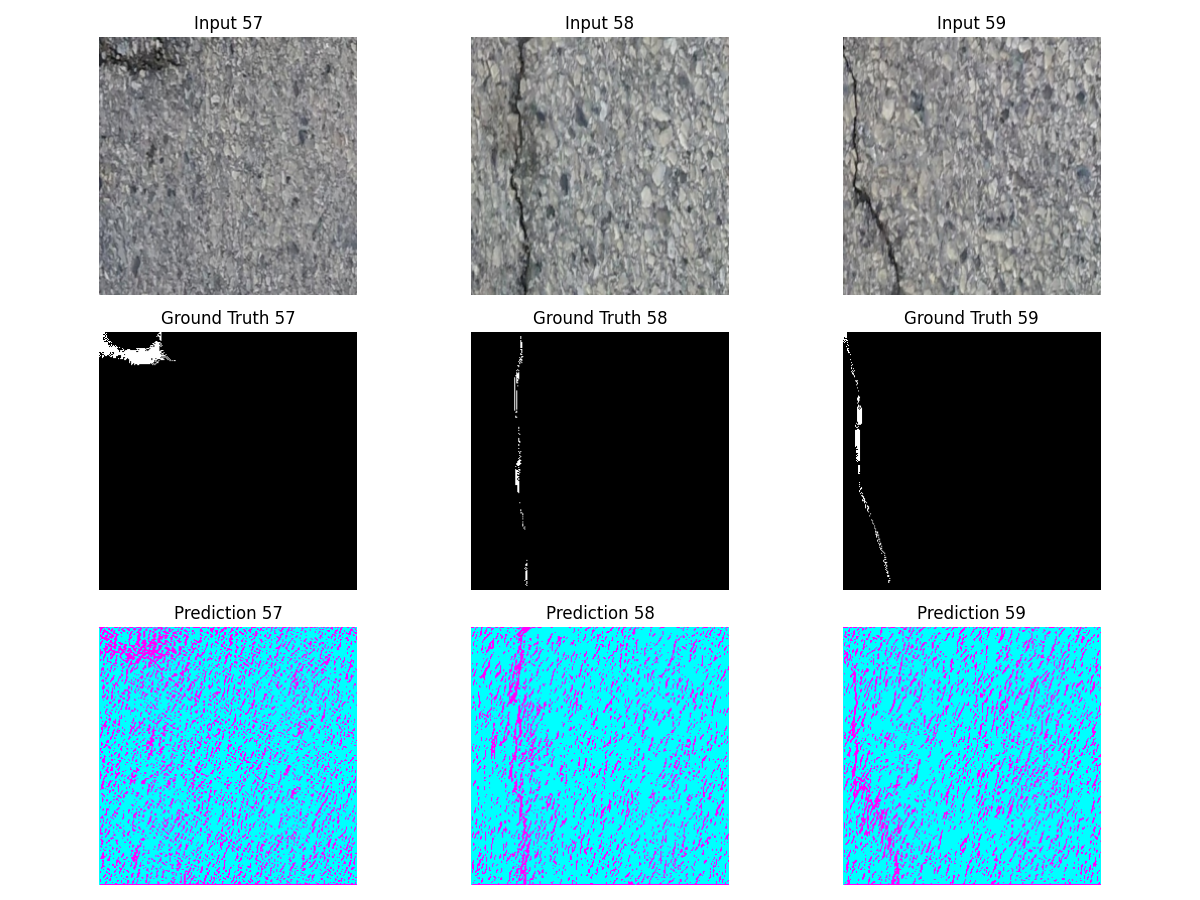 Input 57
Input 58
Input 59
Ground Truth 57
Ground Truth 58
Ground Truth 59
Prediction 57
Prediction 58
Prediction 59